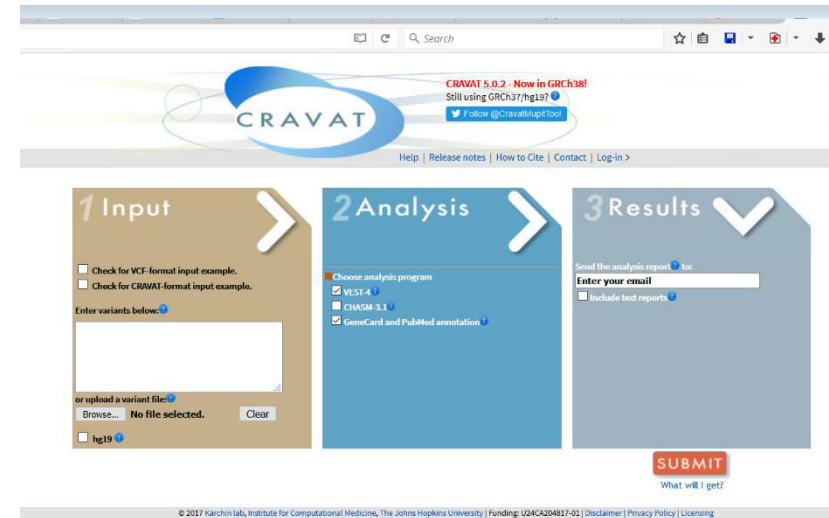 Search
CRAVAT
CRAVAT 5.0.2 - Now in GRCh38!
Still using GRCh37/hg19?
Follow @CravatMupitTool
Help | Release notes | How to Cite | Contact | Log-in >
1 Input
Check for VCF-format input example.
Check for CRAVAT-format input example.
Enter variants below:
or upload a variant file:
Browse... No file selected. Clear
hg19
2 Analysis
Choose analysis program
VEST-4
CHASM-3.1
GeneCard and PubMed annotation
3 Results
Send the analysis report to:
Enter your email
Include text reports
SUBMIT
What will I get?
© 2017 Karchin lab, Institute for Computational Medicine, The Johns Hopkins University | Funding: U24CA204817-01 | Disclaimer | Privacy Policy | Licensing